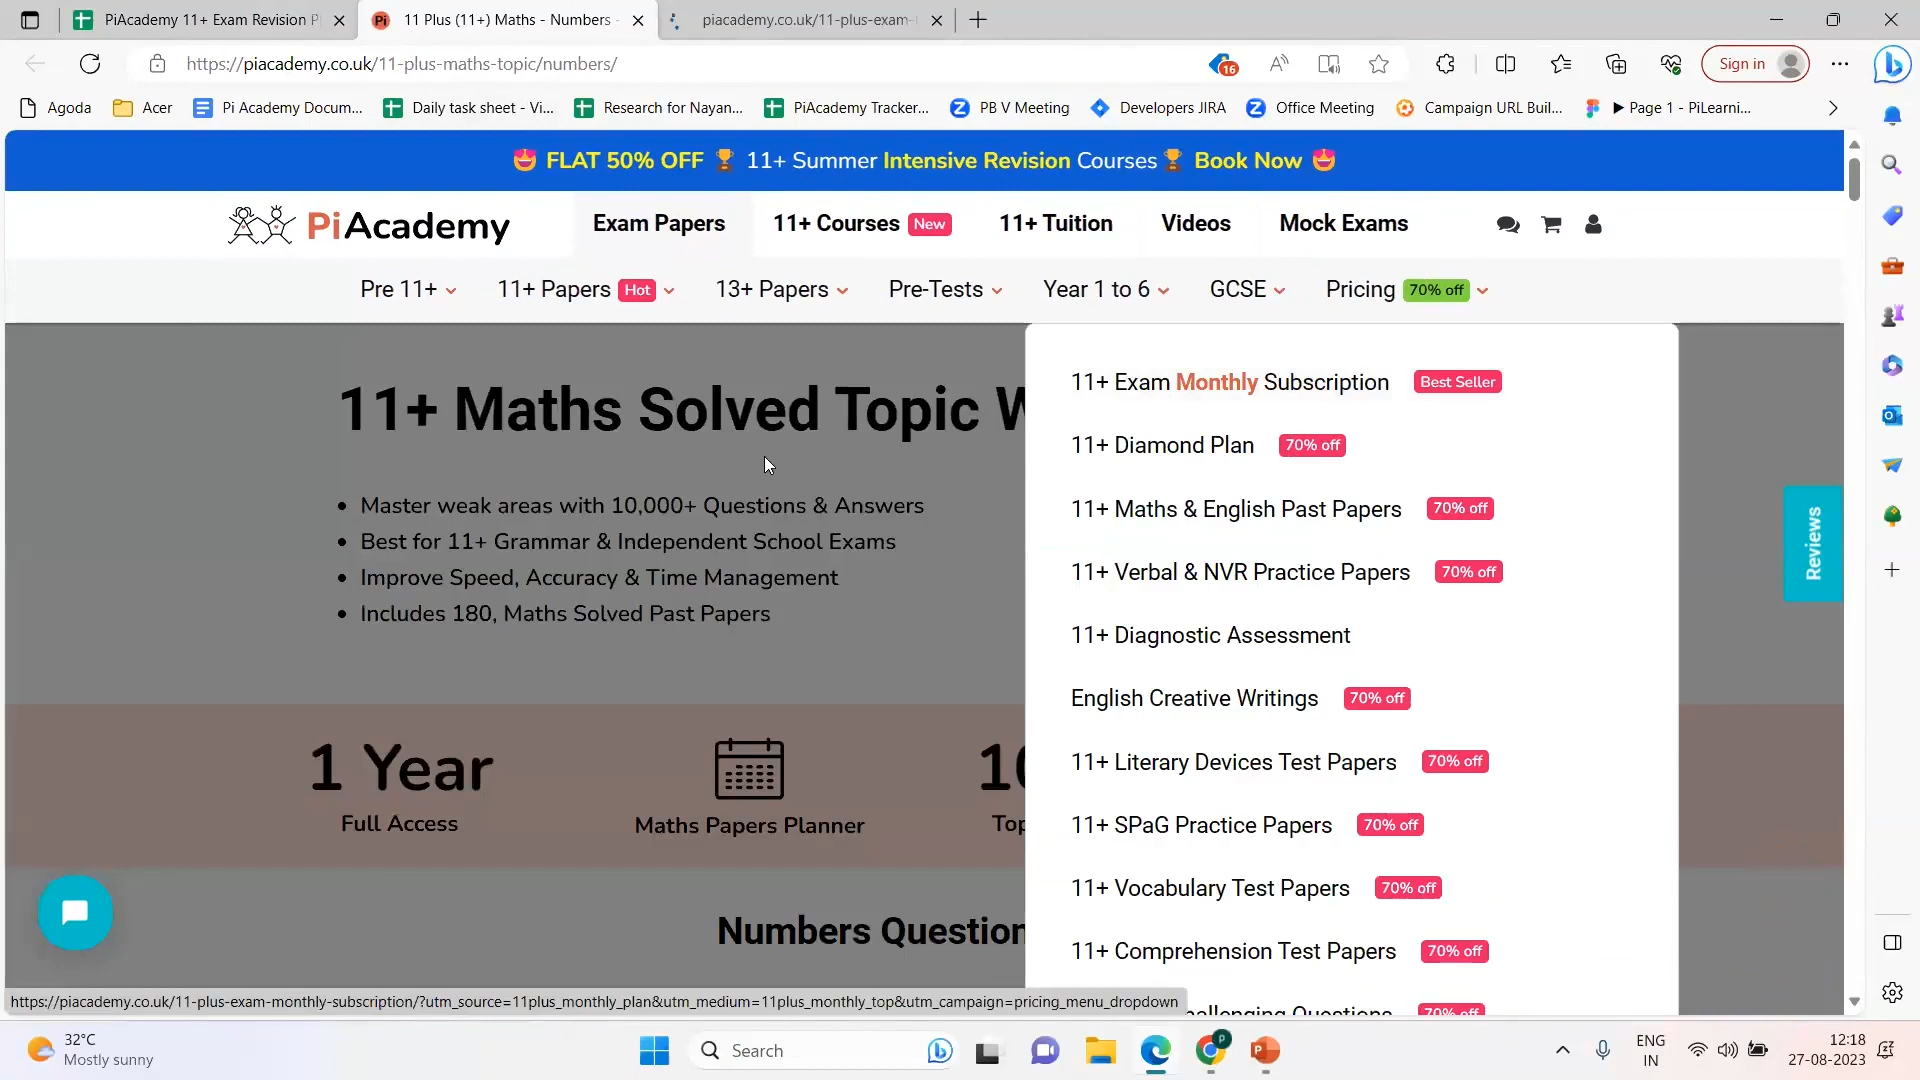 PiAcademy 11+ Exam Revision P
11 Plus (11+) Maths - Numbers -
piacademy.co.uk/11-plus-exam-
https://piacademy.co.uk/11-plus-maths-topic/numbers/
16
Sign in
Agoda
Acer
Pi Academy Docum...
Daily task sheet - Vi...
Research for Nayan...
PiAcademy Tracker...
PB V Meeting
Developers JIRA
Office Meeting
Campaign URL Buil...
Page 1 - PiLearni...
FLAT 50% OFF 11+ Summer Intensive Revision Courses Book Now
PiAcademy
Exam Papers
11+ Courses New
11+ Tuition
Videos
Mock Exams
Pre 11+
11+ Papers Hot
13+ Papers
Pre-Tests
Year 1 to 6
GCSE
Pricing 70% off
11+ Maths Solved Topic
Master weak areas with 10,000+ Questions & Answers
Best for 11+ Grammar & Independent School Exams
Improve Speed, Accuracy & Time Management
Includes 180, Maths Solved Past Papers
11+ Exam Monthly Subscription Best Seller
11+ Diamond Plan 70% off
11+ Maths & English Past Papers 70% off
11+ Verbal & NVR Practice Papers 70% off
11+ Diagnostic Assessment
English Creative Writings 70% off
11+ Literary Devices Test Papers 70% off
11+ SPaG Practice Papers 70% off
11+ Vocabulary Test Papers 70% off
11+ Comprehension Test Papers 70% off
Questions 70% off
Reviews
1 Year
Full Access
Maths Papers Planner
Numbers Question
https://piacademy.co.uk/11-plus-exam-monthly-subscription/?utm_source=11plus_monthly_plan&utm_medium=11plus_monthly_top&utm_campaign=pricing_menu_dropdown
32°C
Mostly sunny
Search
ENG
IN
12:18
27-08-2023